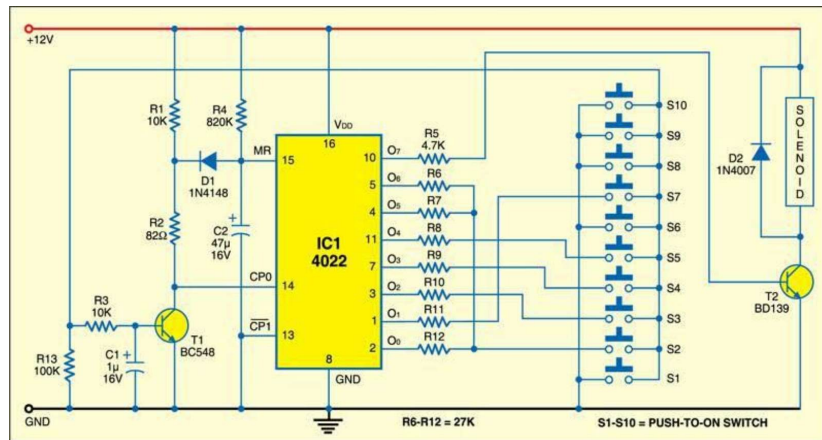 +12V
R1
10K
R4
820K
VDD
16
MR
15
D1
1N4148
R2
82Ω
C2
47µ
16V
IC1
4022
CP0
14
CP1
13
8
GND
R3
10K
T1
BC548
C1
1µ
16V
R13
100K
GND
10
O7
R5
4.7K
5
O6
R6
4
O5
R7
11
O4
R8
7
O3
R9
3
O2
R10
1
O1
R11
2
O0
R12
S10
S9
S8
S7
S6
S5
S4
S3
S2
S1
D2
1N4007
SOLENOID
T2
BD139
R6-R12 = 27K
S1-S10 = PUSH-TO-ON SWITCH